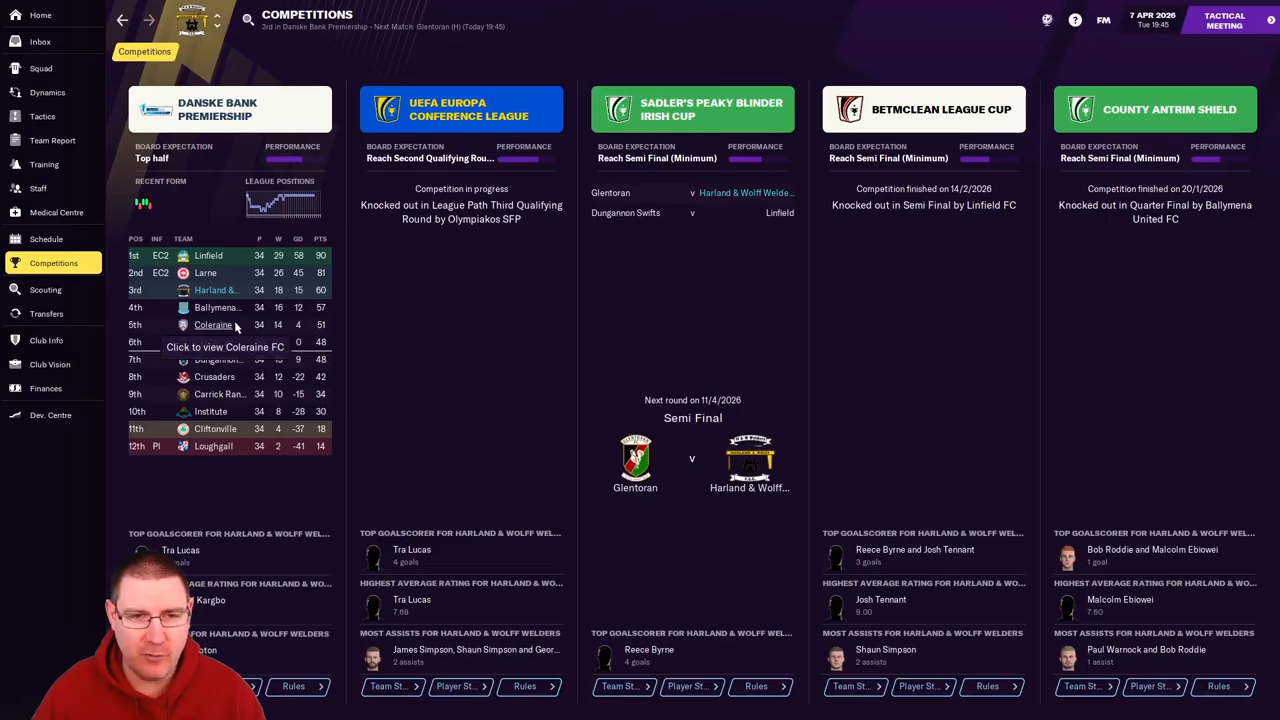 COMPETITIONS
3rd in Danske Bank Premiership - Next Match: Glentoran (H) (Today 19:45)
FM
7 APR 2026
Tue 19:45
TACTICAL MEETING
Home
Inbox
Squad
Dynamics
Tactics
Team Report
Training
Staff
Medical Centre
Schedule
Competitions
Scouting
Transfers
Club Info
Club Vision
Finances
Dev. Centre
Competitions
DANSKE BANK PREMIERSHIP
BOARD EXPECTATION PERFORMANCE
Top half
RECENT FORM LEAGUE POSITIONS
POS INF TEAM P W GD PTS
1st EC2 Linfield 34 29 58 90
2nd EC2 Larne 34 26 45 81
3rd Harland &... 34 18 15 60
4th Ballymena... 34 16 12 57
5th Coleraine 34 14 4 51
6th 0 48
Click to view Coleraine FC
7th Dungannon... 34 13 9 48
8th Crusaders 34 12 -22 42
9th Carrick Ran... 34 10 -15 34
10th Institute 34 8 -28 30
11th Cliftonville 34 4 -37 18
12th Pl Loughgall 34 2 -41 14
TOP GOALSCORER FOR HARLAND & WOLFF WEL...
Tra Lucas
HARLAND & WO...
Kargbo
HARLAND & WOLFF WELDERS
Rules
UEFA EUROPA CONFERENCE LEAGUE
BOARD EXPECTATION PERFORMANCE
Reach Second Qualifying Rou...
Competition in progress
Knocked out in League Path Third Qualifying
Round by Olympiakos SFP
TOP GOALSCORER FOR HARLAND & WOLFF WEL...
Tra Lucas
4 goals
HIGHEST AVERAGE RATING FOR HARLAND & WO...
Tra Lucas
7.68
MOST ASSISTS FOR HARLAND & WOLFF WELDERS
James Simpson, Shaun Simpson and Geor...
2 assists
Team St... Player St... Rules
SADLER'S PEAKY BLINDER IRISH CUP
BOARD EXPECTATION PERFORMANCE
Reach Semi Final (Minimum)
Glentoran v Harland & Wolff Welde...
Dungannon Swifts v Linfield
Next round on 11/4/2026
Semi Final
v
Glentoran Harland & Wolff...
TOP GOALSCORER FOR HARLAND & WOLFF WEL...
Reece Byrne
4 goals
Team St... Player St... Rules
BETMCLEAN LEAGUE CUP
BOARD EXPECTATION PERFORMANCE
Reach Semi Final (Minimum)
Competition finished on 14/2/2026
Knocked out in Semi Final by Linfield FC
TOP GOALSCORER FOR HARLAND & WOLFF WEL...
Reece Byrne and Josh Tennant
3 goals
HIGHEST AVERAGE RATING FOR HARLAND & WO...
Josh Tennant
9.00
MOST ASSISTS FOR HARLAND & WOLFF WELDERS
Shaun Simpson
2 assists
Team St... Player St... Rules
COUNTY ANTRIM SHIELD
BOARD EXPECTATION PERFORMANCE
Reach Semi Final (Minimum)
Competition finished on 20/1/2026
Knocked out in Quarter Final by Ballymena
United FC
TOP GOALSCORER FOR HARLAND & WOLFF WEL...
Bob Roddie and Malcolm Ebiowei
1 goal
HIGHEST AVERAGE RATING FOR HARLAND & WO...
Malcolm Ebiowei
7.60
MOST ASSISTS FOR HARLAND & WOLFF WELDERS
Paul Warnock and Bob Roddie
1 assist
Team St... Player St... Rules